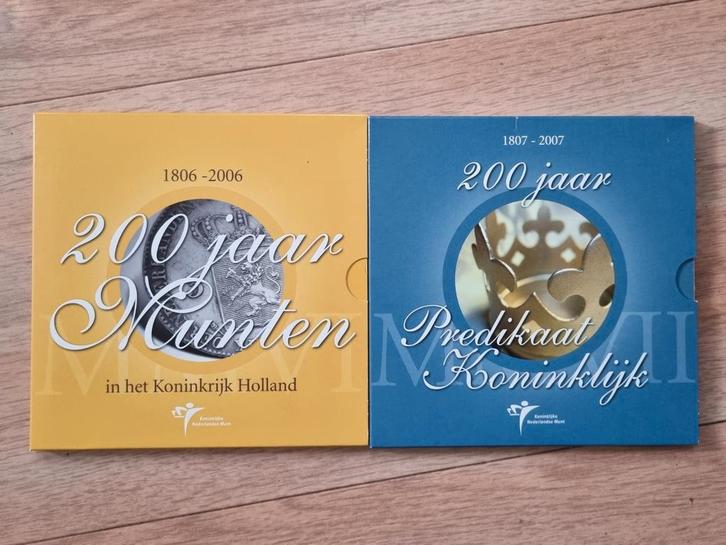 1806 - 2006
200 jaar
Munten
in het Koninkrijk Holland
Koninklijke
Nederlandse Munt
1807 - 2007
200 jaar
Predikaat
Koninklijk
Koninklijke
Nederlandse Munt